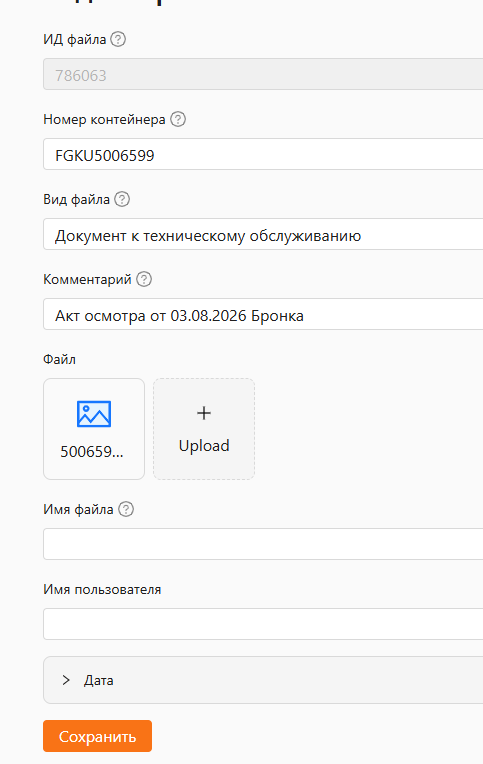 ИД файла
786063
Номер контейнера
FGKU5006599
Вид файла
Документ к техническому обслуживанию
Комментарий
Акт осмотра от 03.08.2026 Бронка
Файл
500659...
+
Upload
Имя файла
Имя пользователя
Дата
Сохранить